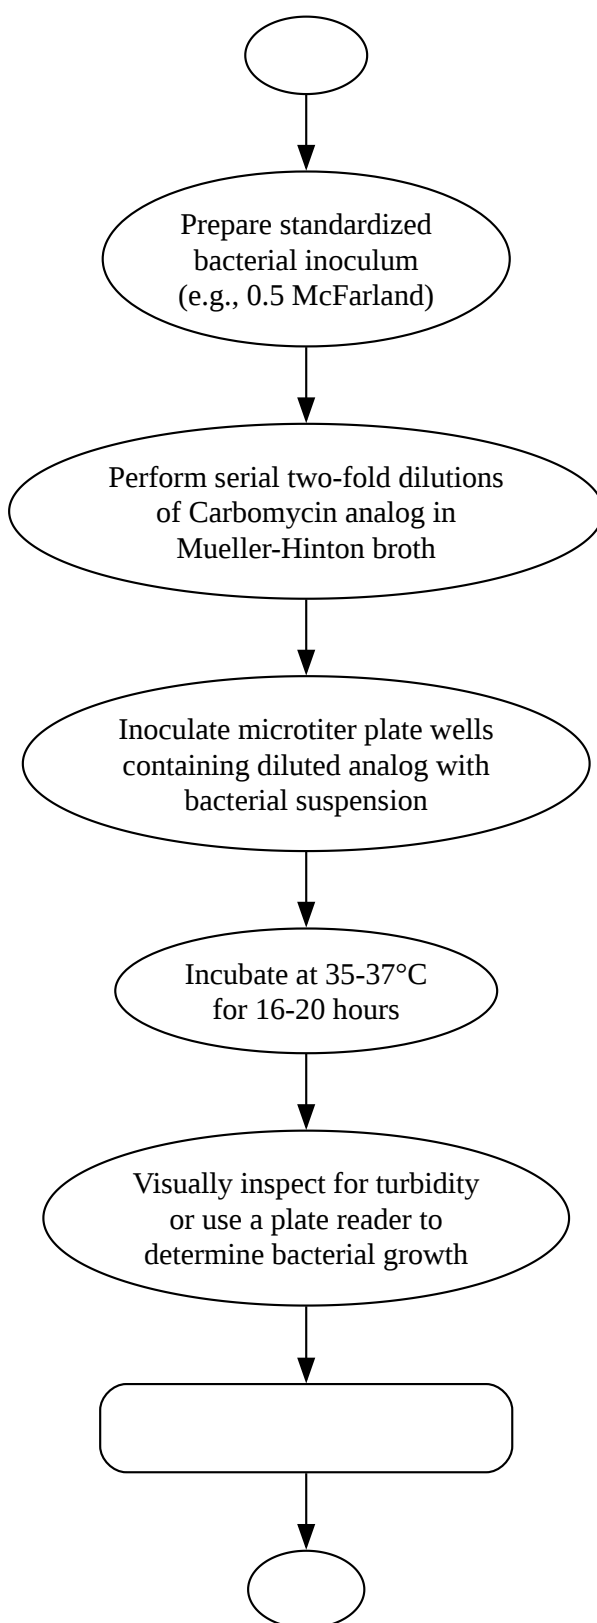 Prepare standardized
bacterial inoculum
(e.g., 0.5 McFarland)
Perform serial two-fold dilutions
of Carbomycin analog in
Mueller-Hinton broth
Inoculate microtiter plate wells
containing diluted analog with
bacterial suspension
Incubate at 35-37°C
for 16-20 hours
Visually inspect for turbidity
or use a plate reader to
determine bacterial growth